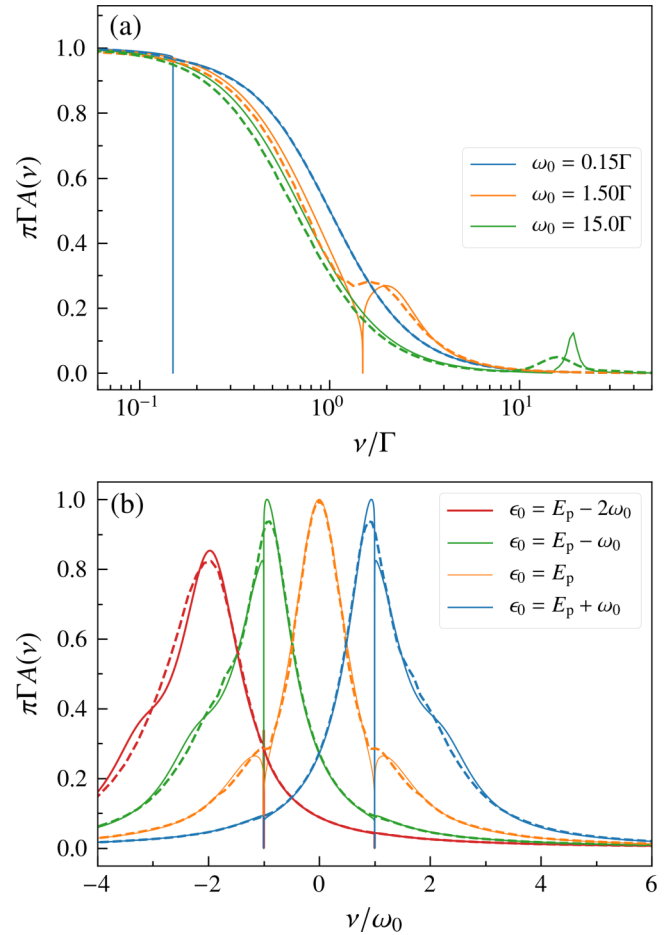 (a)
1.0
0.8
0.6
0.4
0.2
0.0
πΓA(ν)
ω₀ = 0.15Γ
ω₀ = 1.50Γ
ω₀ = 15.0Γ
10⁻¹ 10⁰ 10¹
ν/Γ
(b)
1.0
0.8
0.6
0.4
0.2
0.0
πΓA(ν)
ϵ₀ = Eₚ − 2ω₀
ϵ₀ = Eₚ − ω₀
ϵ₀ = Eₚ
ϵ₀ = Eₚ + ω₀
−4 −2 0 2 4 6
ν/ω₀